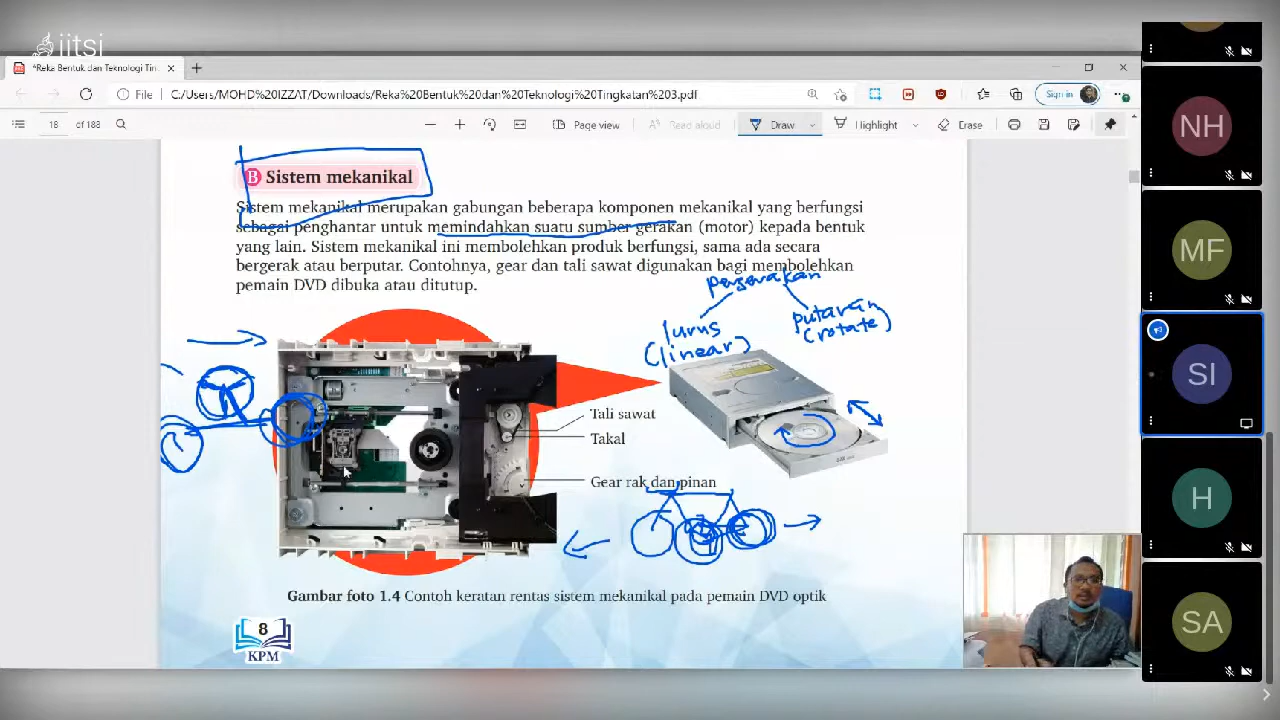 jitsi
*Reka Bentuk dan Teknologi Tin
File
C:/Users/MOHD%20IZZAT/Downloads/Reka%20Bentuk%20dan%20Teknologi%20Tingkatan%203.pdf
Sign in
18 of 183
Page view
Read aloud
Draw
Highlight
Erase
B Sistem mekanikal
Sistem mekanikal merupakan gabungan beberapa komponen mekanikal yang berfungsi
sebagai penghantar untuk memindahkan suatu sumber gerakan (motor) kepada bentuk
yang lain. Sistem mekanikal ini membolehkan produk berfungsi, sama ada secara
bergerak atau berputar. Contohnya, gear dan tali sawat digunakan bagi membolehkan
pemain DVD dibuka atau ditutup.
pergerakan
lurus
(linear)
putaran
(rotate)
Tali sawat
Takal
Gear rak dan pinan
Gambar foto 1.4 Contoh keratan rentas sistem mekanikal pada pemain DVD optik
8
KPM
NH
MF
SI
H
SA